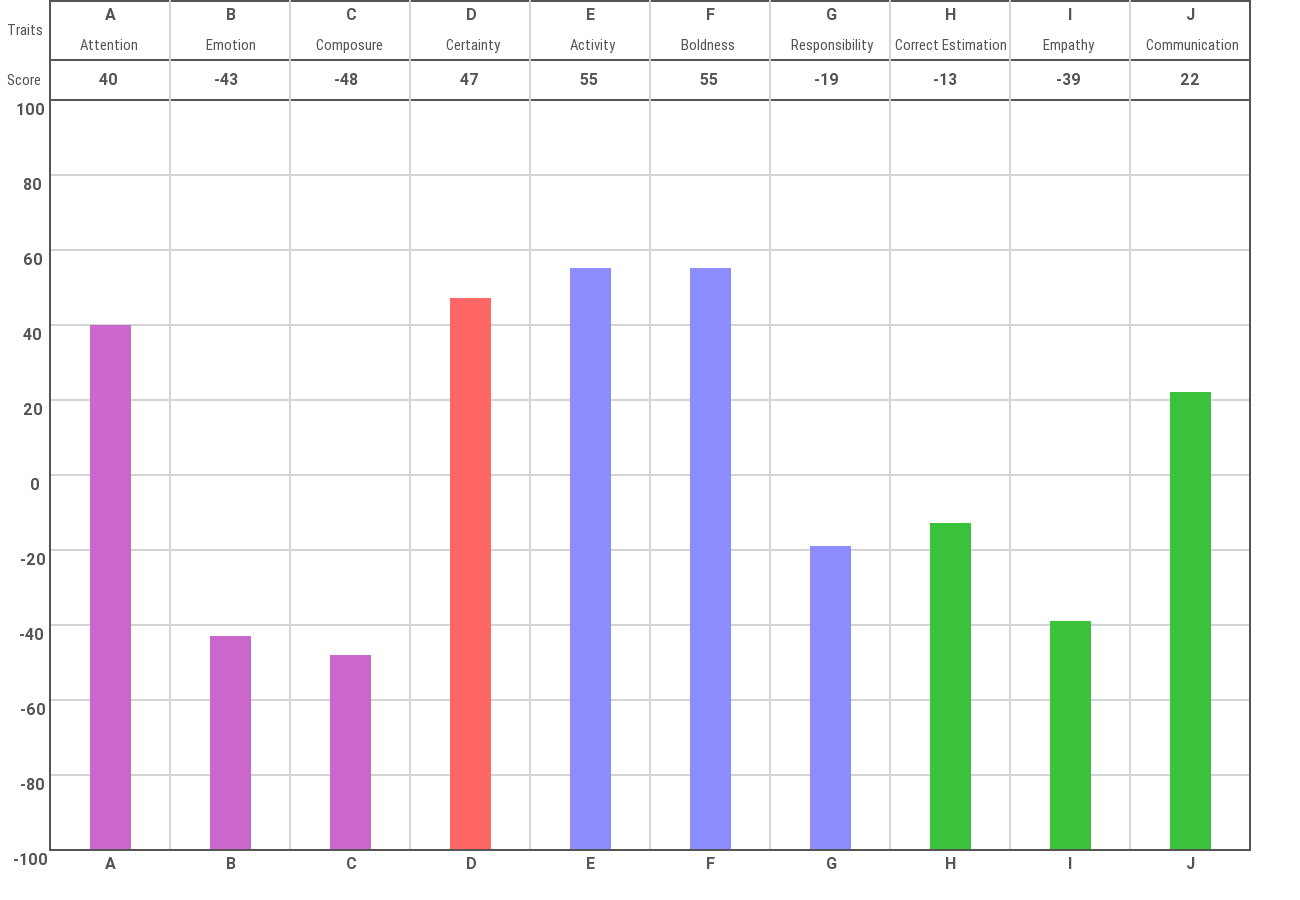 A B C D E F G H I J
Traits
Attention Emotion Composure Certainty Activity Boldness Responsibility Correct Estimation Empathy Communication
Score 40 -43 -48 47 55 55 -19 -13 -39 22
100
80
60
40
20
0
-20
-40
-60
-80
-100
A B C D E F G H I J